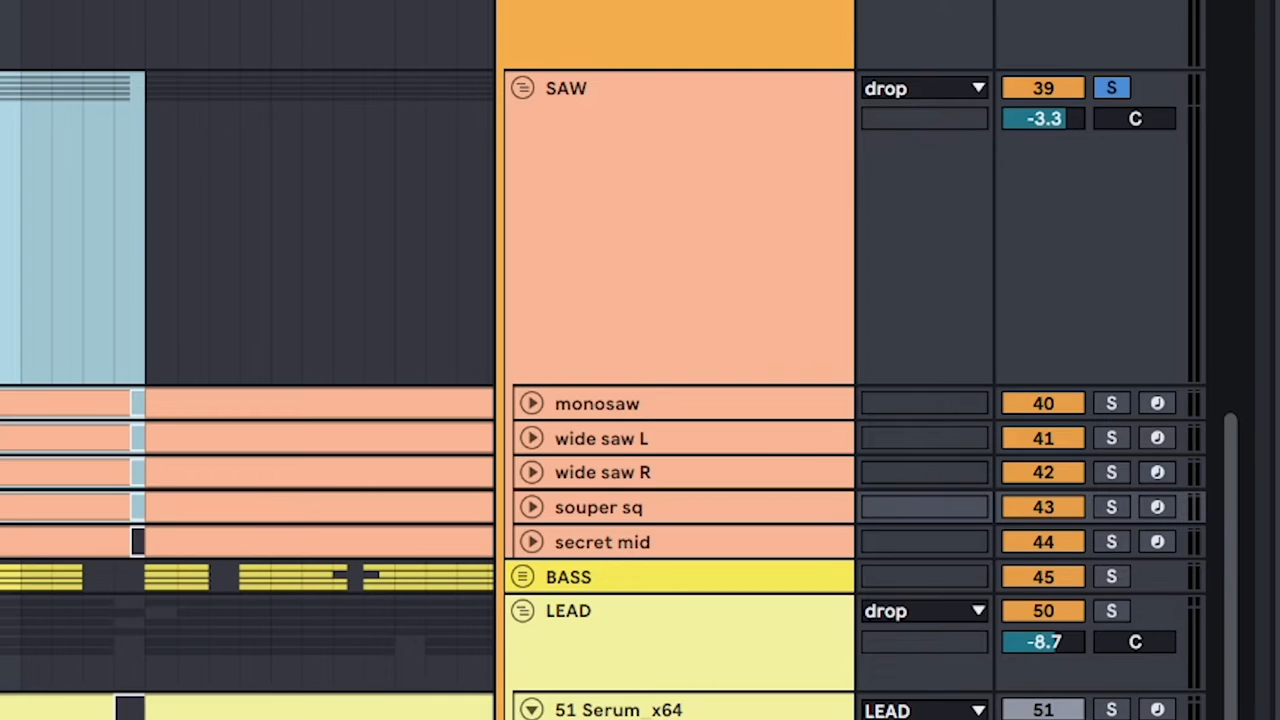 SAW drop 39 S
-3.3 C
monosaw 40 S
wide saw L 41 S
wide saw R 42 S
souper sq 43 S
secret mid 44 S
BASS 45 S
LEAD drop 50 S
-8.7 C
51 Serum_x64 LEAD 51 S